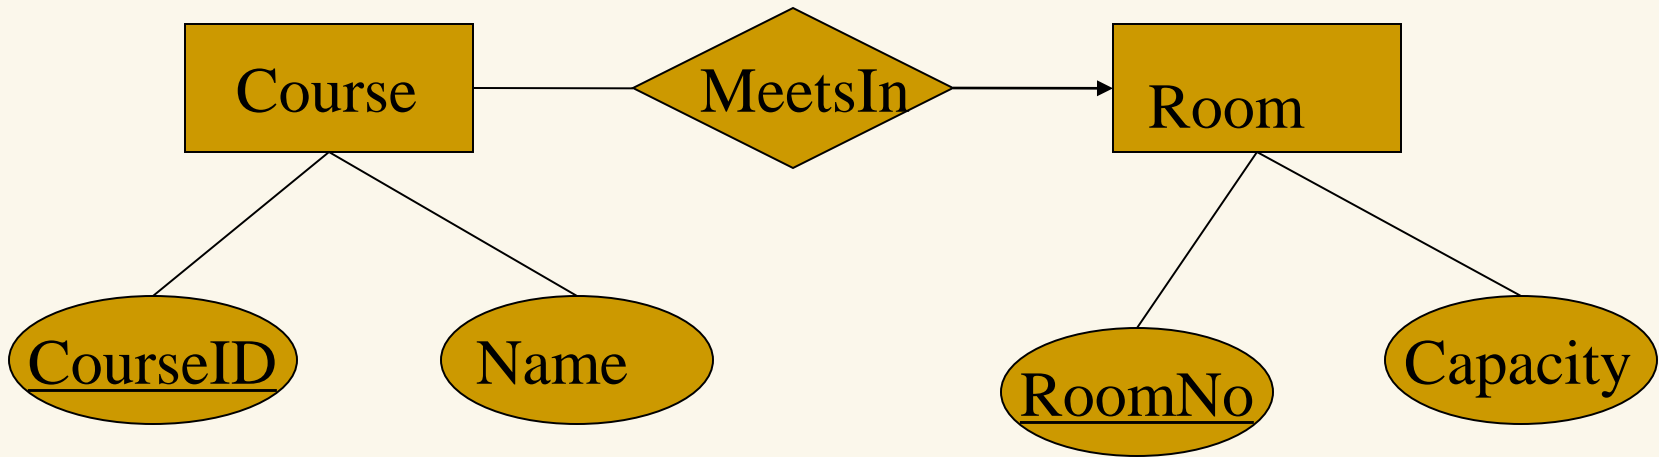 Course
MeetsIn
Room
CourseID
Name
RoomNo
Capacity